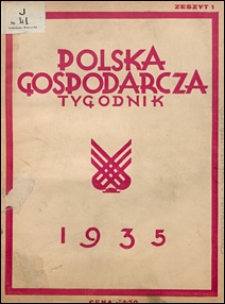 ZESZYT 1
J
POLSKA
GOSPODARCZA
TYGODNIK
1935